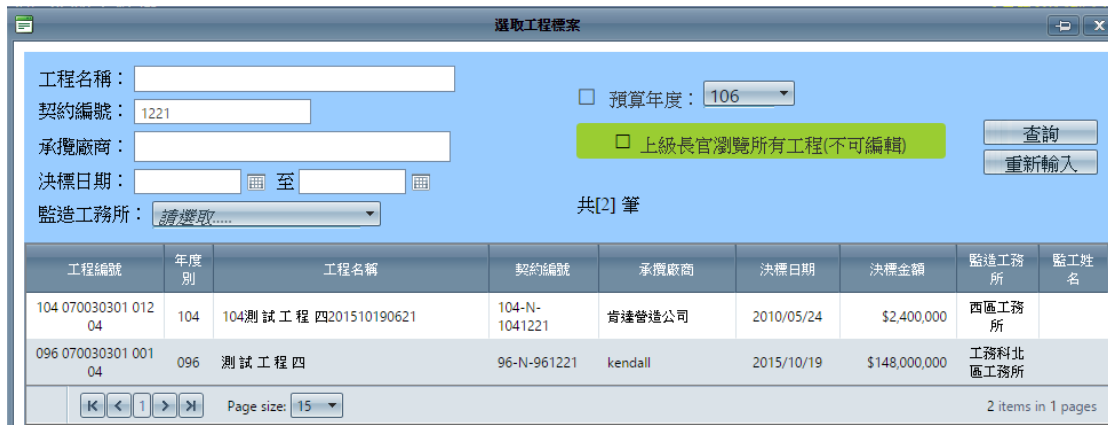 選取工程標案
工程名稱：
契約編號： 1221
承攬廠商：
決標日期： 至
監造工務所： 請選取.....
預算年度： 106
上級長官瀏覽所有工程(不可編輯)
共[2] 筆
查詢
重新輸入
工程編號 年度別 工程名稱 契約編號 承攬廠商 決標日期 決標金額 監造工務所 監工姓名
104 070030301 012 04 104 104測 試 工 程 四201510190621 104-N-1041221 肯達營造公司 2010/05/24 $2,400,000 西區工務所
096 070030301 001 04 096 測 試 工 程 四 96-N-961221 kendall 2015/10/19 $148,000,000 工務科北區工務所
1 Page size: 15 2 items in 1 pages